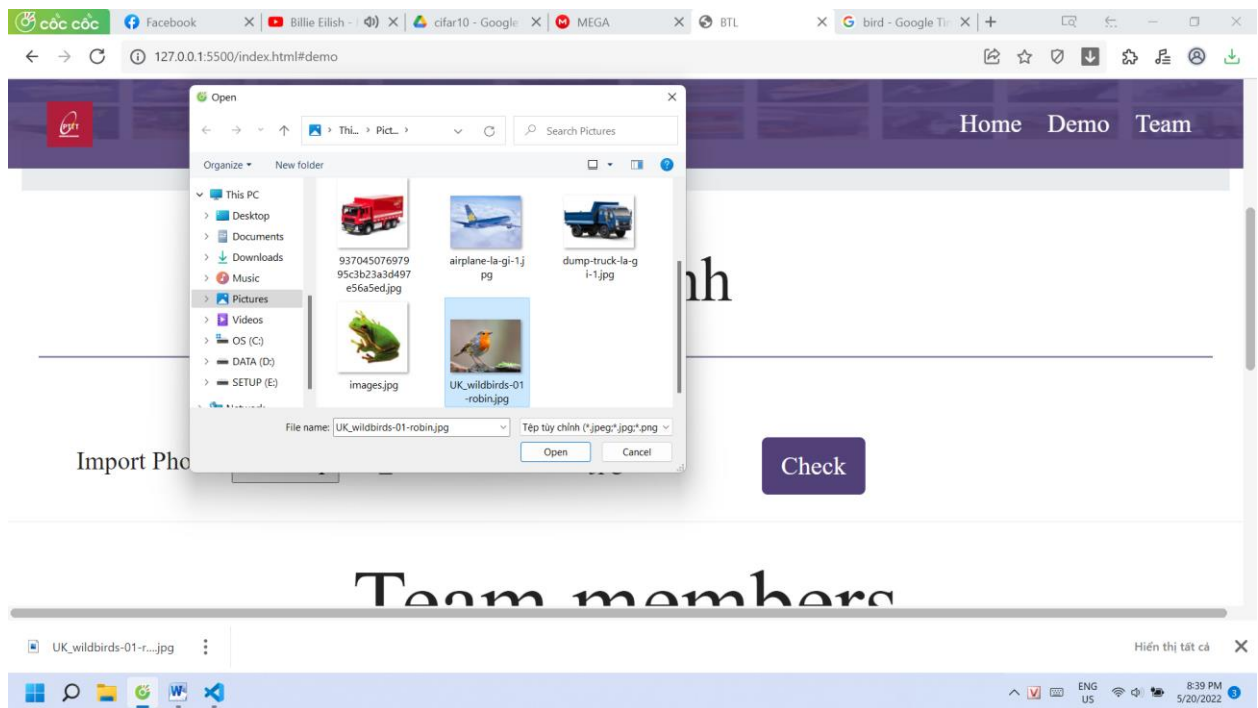 cốc cốc
Facebook
Billie Eilish -
cifar10 - Google
MEGA
BTL
bird - Google Tìm
127.0.0.1:5500/index.html#demo
PTIT
Home Demo Team
Open
Thi... > Pict... >
Search Pictures
Organize
New folder
This PC
Desktop
Documents
Downloads
Music
Pictures
Videos
OS (C:)
DATA (D:)
SETUP (E:)
937045076979
95c3b23a3d497
e56a5ed.jpg
airplane-la-gi-1.j
pg
dump-truck-la-g
i-1.jpg
images.jpg
UK_wildbirds-01
-robin.jpg
File name: UK_wildbirds-01-robin.jpg
Tệp tùy chỉnh (*.jpeg;*.jpg;*.png
Open Cancel
nh
Import Pho
Check
Team members
UK_wildbirds-01-r....jpg
Hiển thị tất cả
ENG
US
8:39 PM
5/20/2022
3